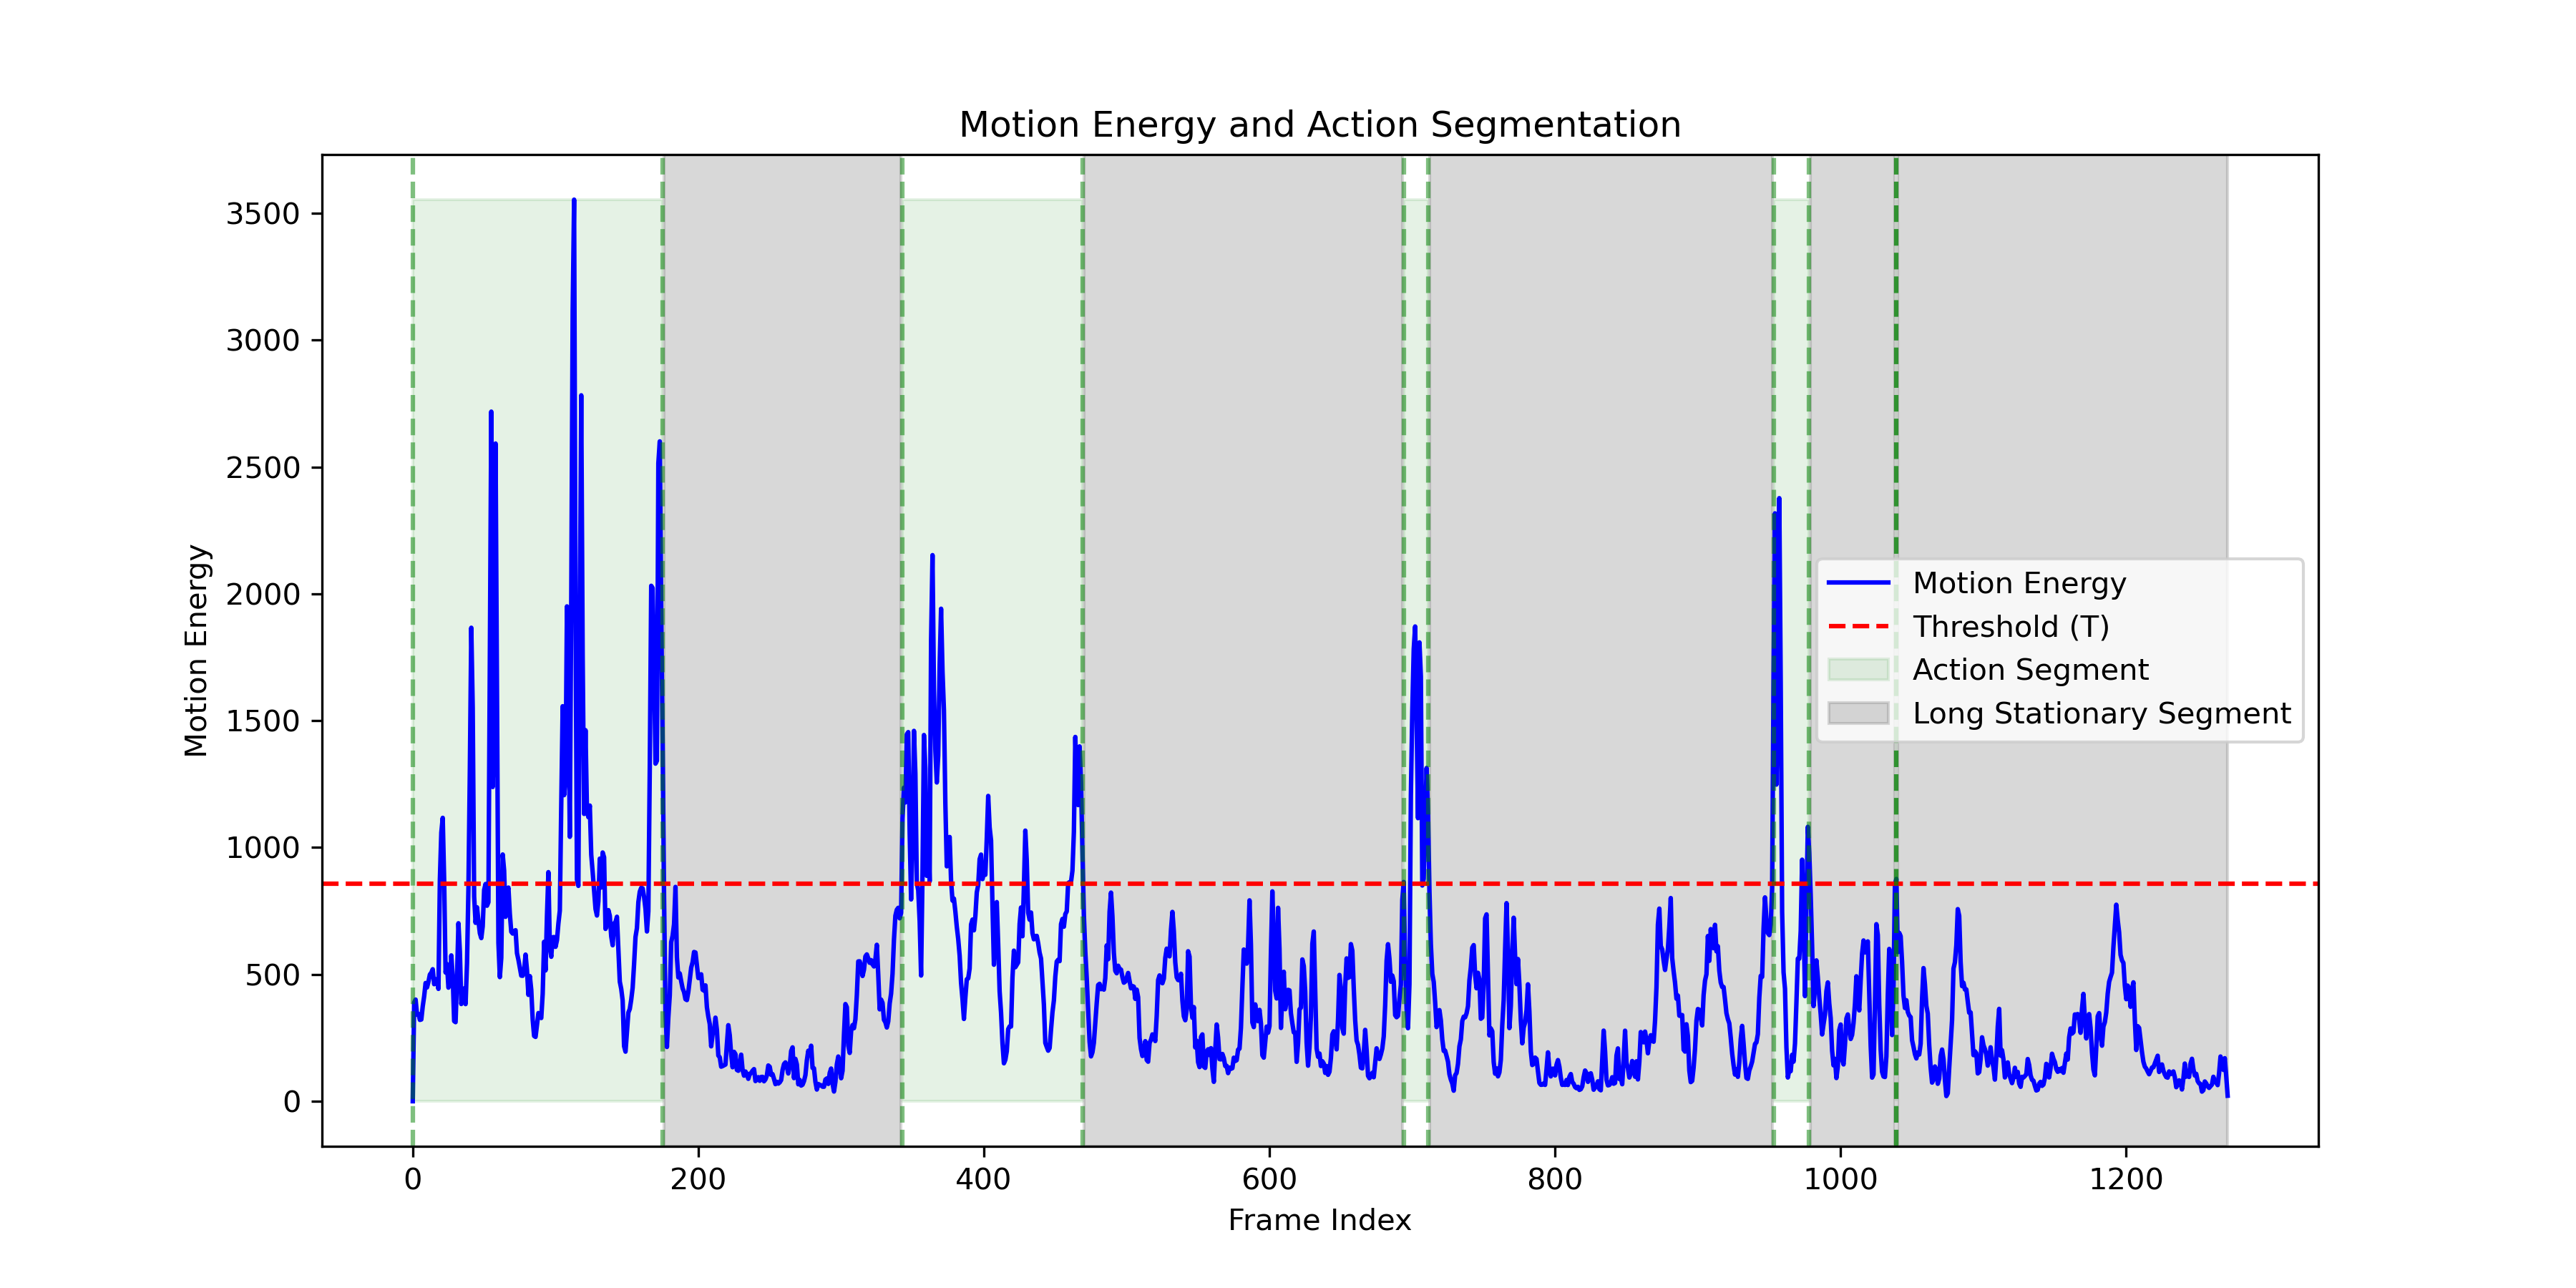 Motion Energy and Action Segmentation
Motion Energy
3500
3000
2500
2000
1500
1000
500
0
Motion Energy
Threshold (T)
Action Segment
Long Stationary Segment
0 200 400 600 800 1000 1200
Frame Index